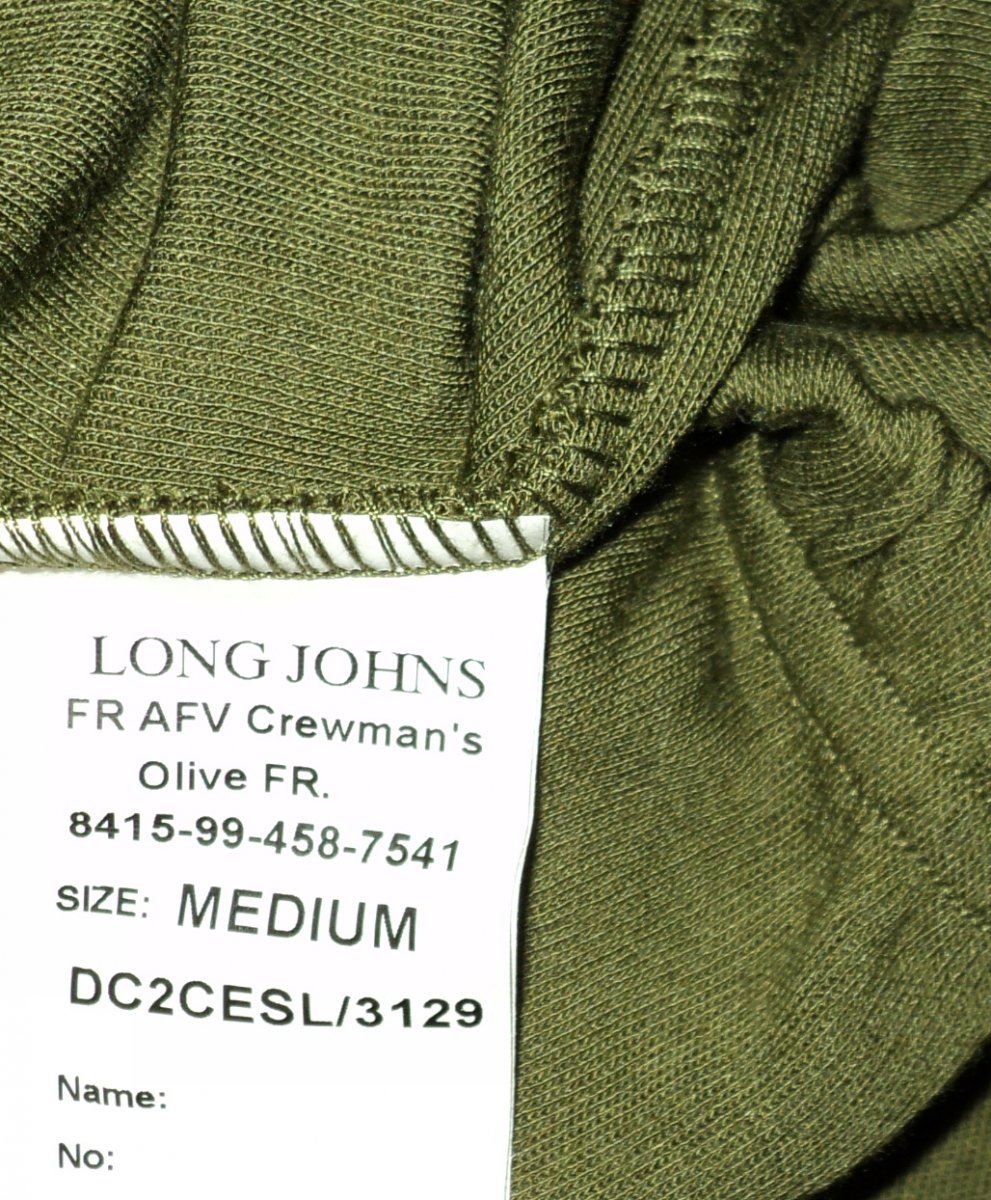 LONG JOHNS
FR AFV Crewman's
Olive FR.
8415-99-458-7541
SIZE: MEDIUM
DC2CESL/3129
Name:
No: